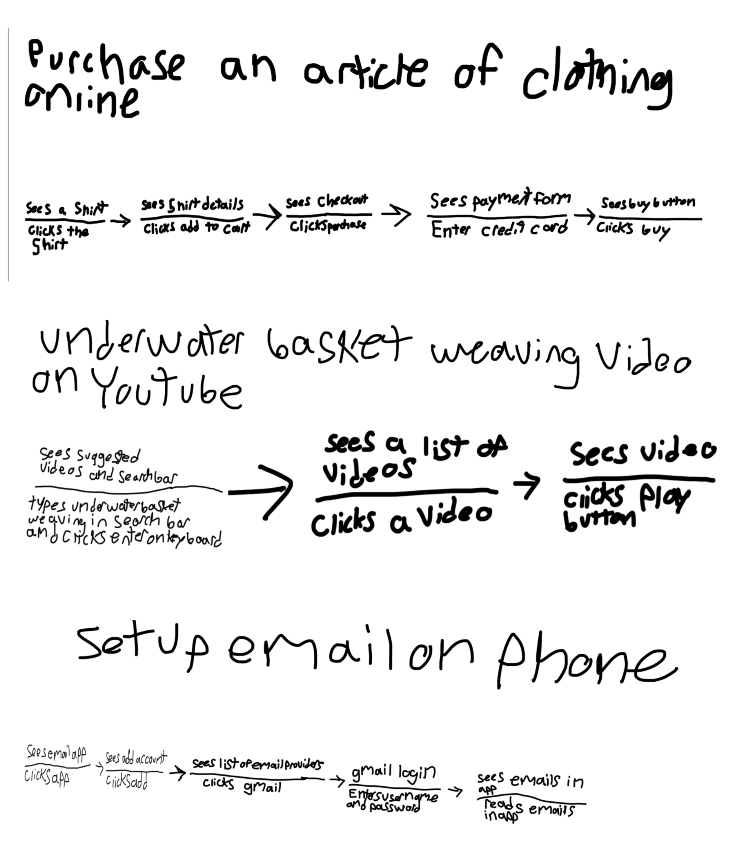 Purchase an article of clothing
online
Sees a Shirt
Clicks the
Shirt
sees Shirt details
Clicks add to cart
sees Checkout
Clicks purchase
Sees payment form
Enter credit card
Sees buy button
Clicks buy
underwater basket weaving video
on YouTube
sees suggested
videos and searchbar
types underwater basket
weaving in search bar
and clicks enter on keyboard
sees a list of
videos
Clicks a video
sees video
clicks play
button
Setup email on phone
Sees email app
Clicks app
Sees add account
Clicks add
sees list of email providers
clicks gmail
gmail login
Enters username
and password
sees emails in
app
reads emails
in app